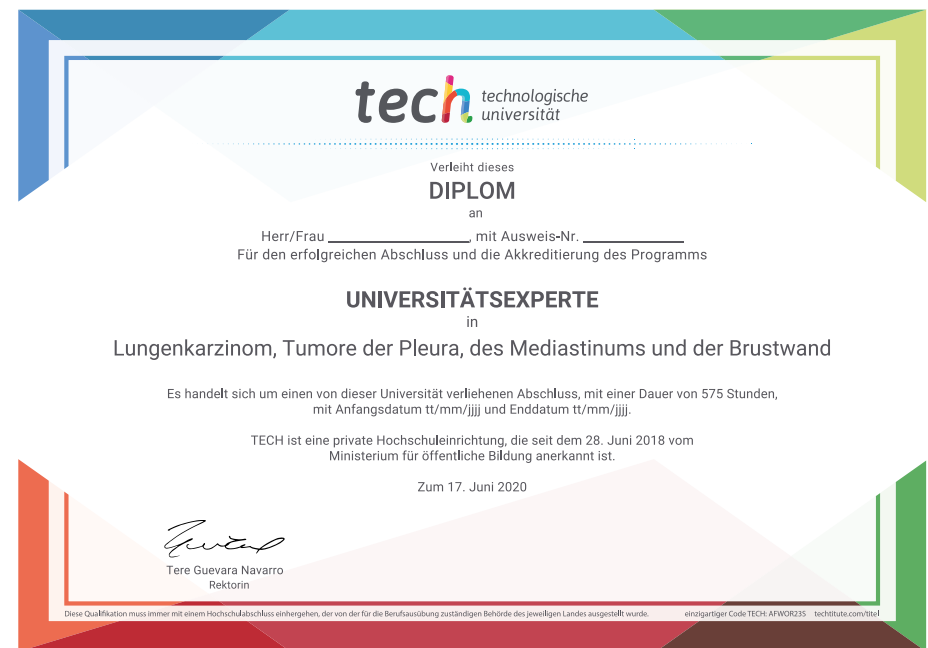 tech technologische
universität
Verleiht dieses
DIPLOM
an
Herr/Frau ____________________, mit Ausweis-Nr. ______________
Für den erfolgreichen Abschluss und die Akkreditierung des Programms
UNIVERSITÄTSEXPERTE
in
Lungenkarzinom, Tumore der Pleura, des Mediastinums und der Brustwand
Es handelt sich um einen von dieser Universität verliehenen Abschluss, mit einer Dauer von 575 Stunden,
mit Anfangsdatum tt/mm/jjjj und Enddatum tt/mm/jjjj.
TECH ist eine private Hochschuleinrichtung, die seit dem 28. Juni 2018 vom
Ministerium für öffentliche Bildung anerkannt ist.
Zum 17. Juni 2020
Tere Guevara Navarro
Rektorin
Diese Qualifikation muss immer mit einem Hochschulabschluss einhergehen, der von der für die Berufsausübung zuständigen Behörde des jeweiligen Landes ausgestellt wurde. einzigartiger Code TECH: AFWOR23S techtitute.com/titel